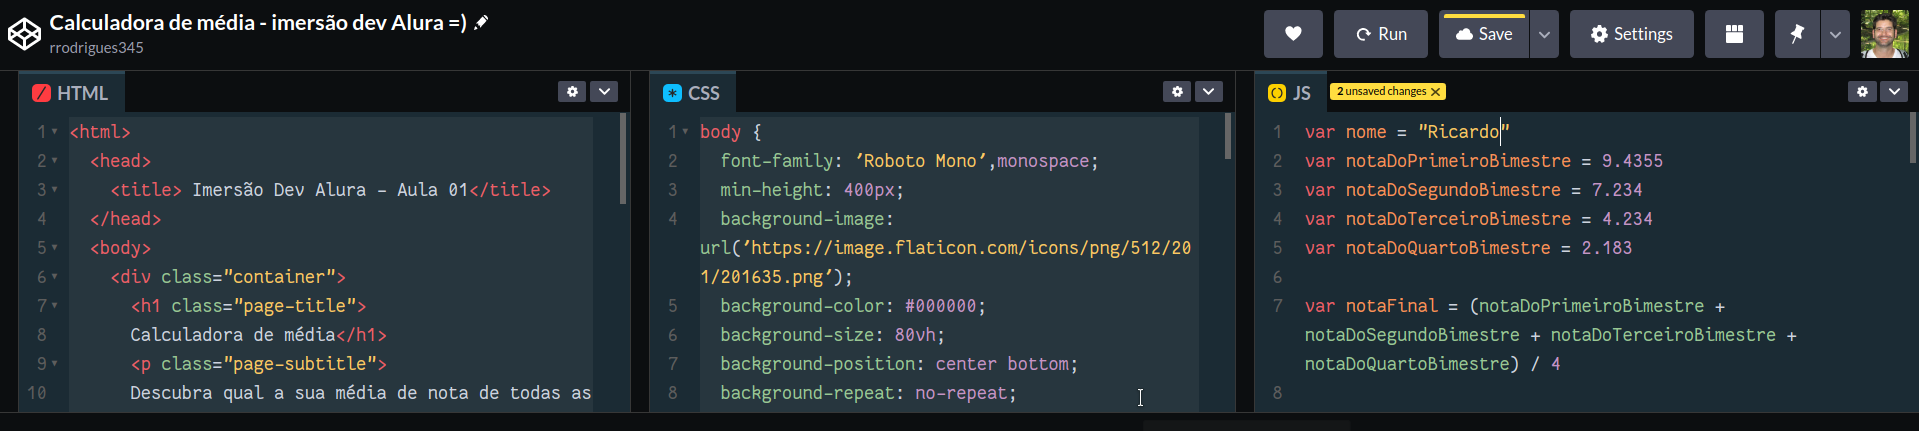 Calculadora de média - imersão dev Alura =)
rrodrigues345
Run
Save
Settings
HTML
1 <html>
2 <head>
3 <title> Imersão Dev Alura - Aula 01</title>
4 </head>
5 <body>
6 <div class="container">
7 <h1 class="page-title">
8 Calculadora de média</h1>
9 <p class="page-subtitle">
10 Descubra qual a sua média de nota de todas as
CSS
1 body {
2 font-family: 'Roboto Mono',monospace;
3 min-height: 400px;
4 background-image:
url('https://image.flaticon.com/icons/png/512/20
1/201635.png');
5 background-color: #000000;
6 background-size: 80vh;
7 background-position: center bottom;
8 background-repeat: no-repeat;
JS
2 unsaved changes X
1 var nome = "Ricardo"
2 var notaDoPrimeiroBimestre = 9.4355
3 var notaDoSegundoBimestre = 7.234
4 var notaDoTerceiroBimestre = 4.234
5 var notaDoQuartoBimestre = 2.183
6
7 var notaFinal = (notaDoPrimeiroBimestre +
notaDoSegundoBimestre + notaDoTerceiroBimestre +
notaDoQuartoBimestre) / 4
8